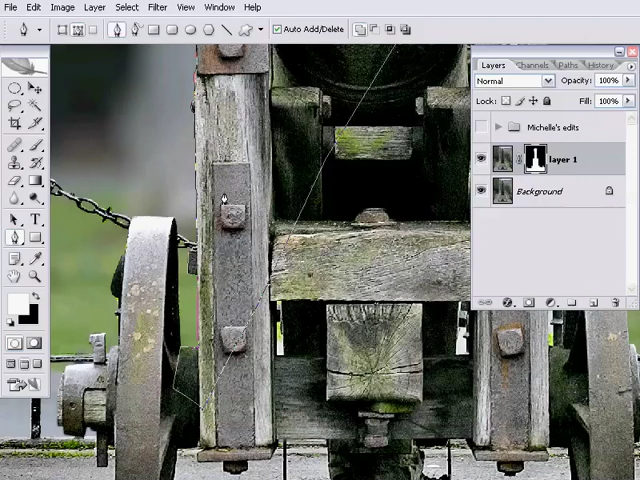 File Edit Image Layer Select Filter View Window Help
Auto Add/Delete
Layers Channels Paths History
Normal Opacity: 100%
Lock: Fill: 100%
Michelle's edits
layer 1
Background
T